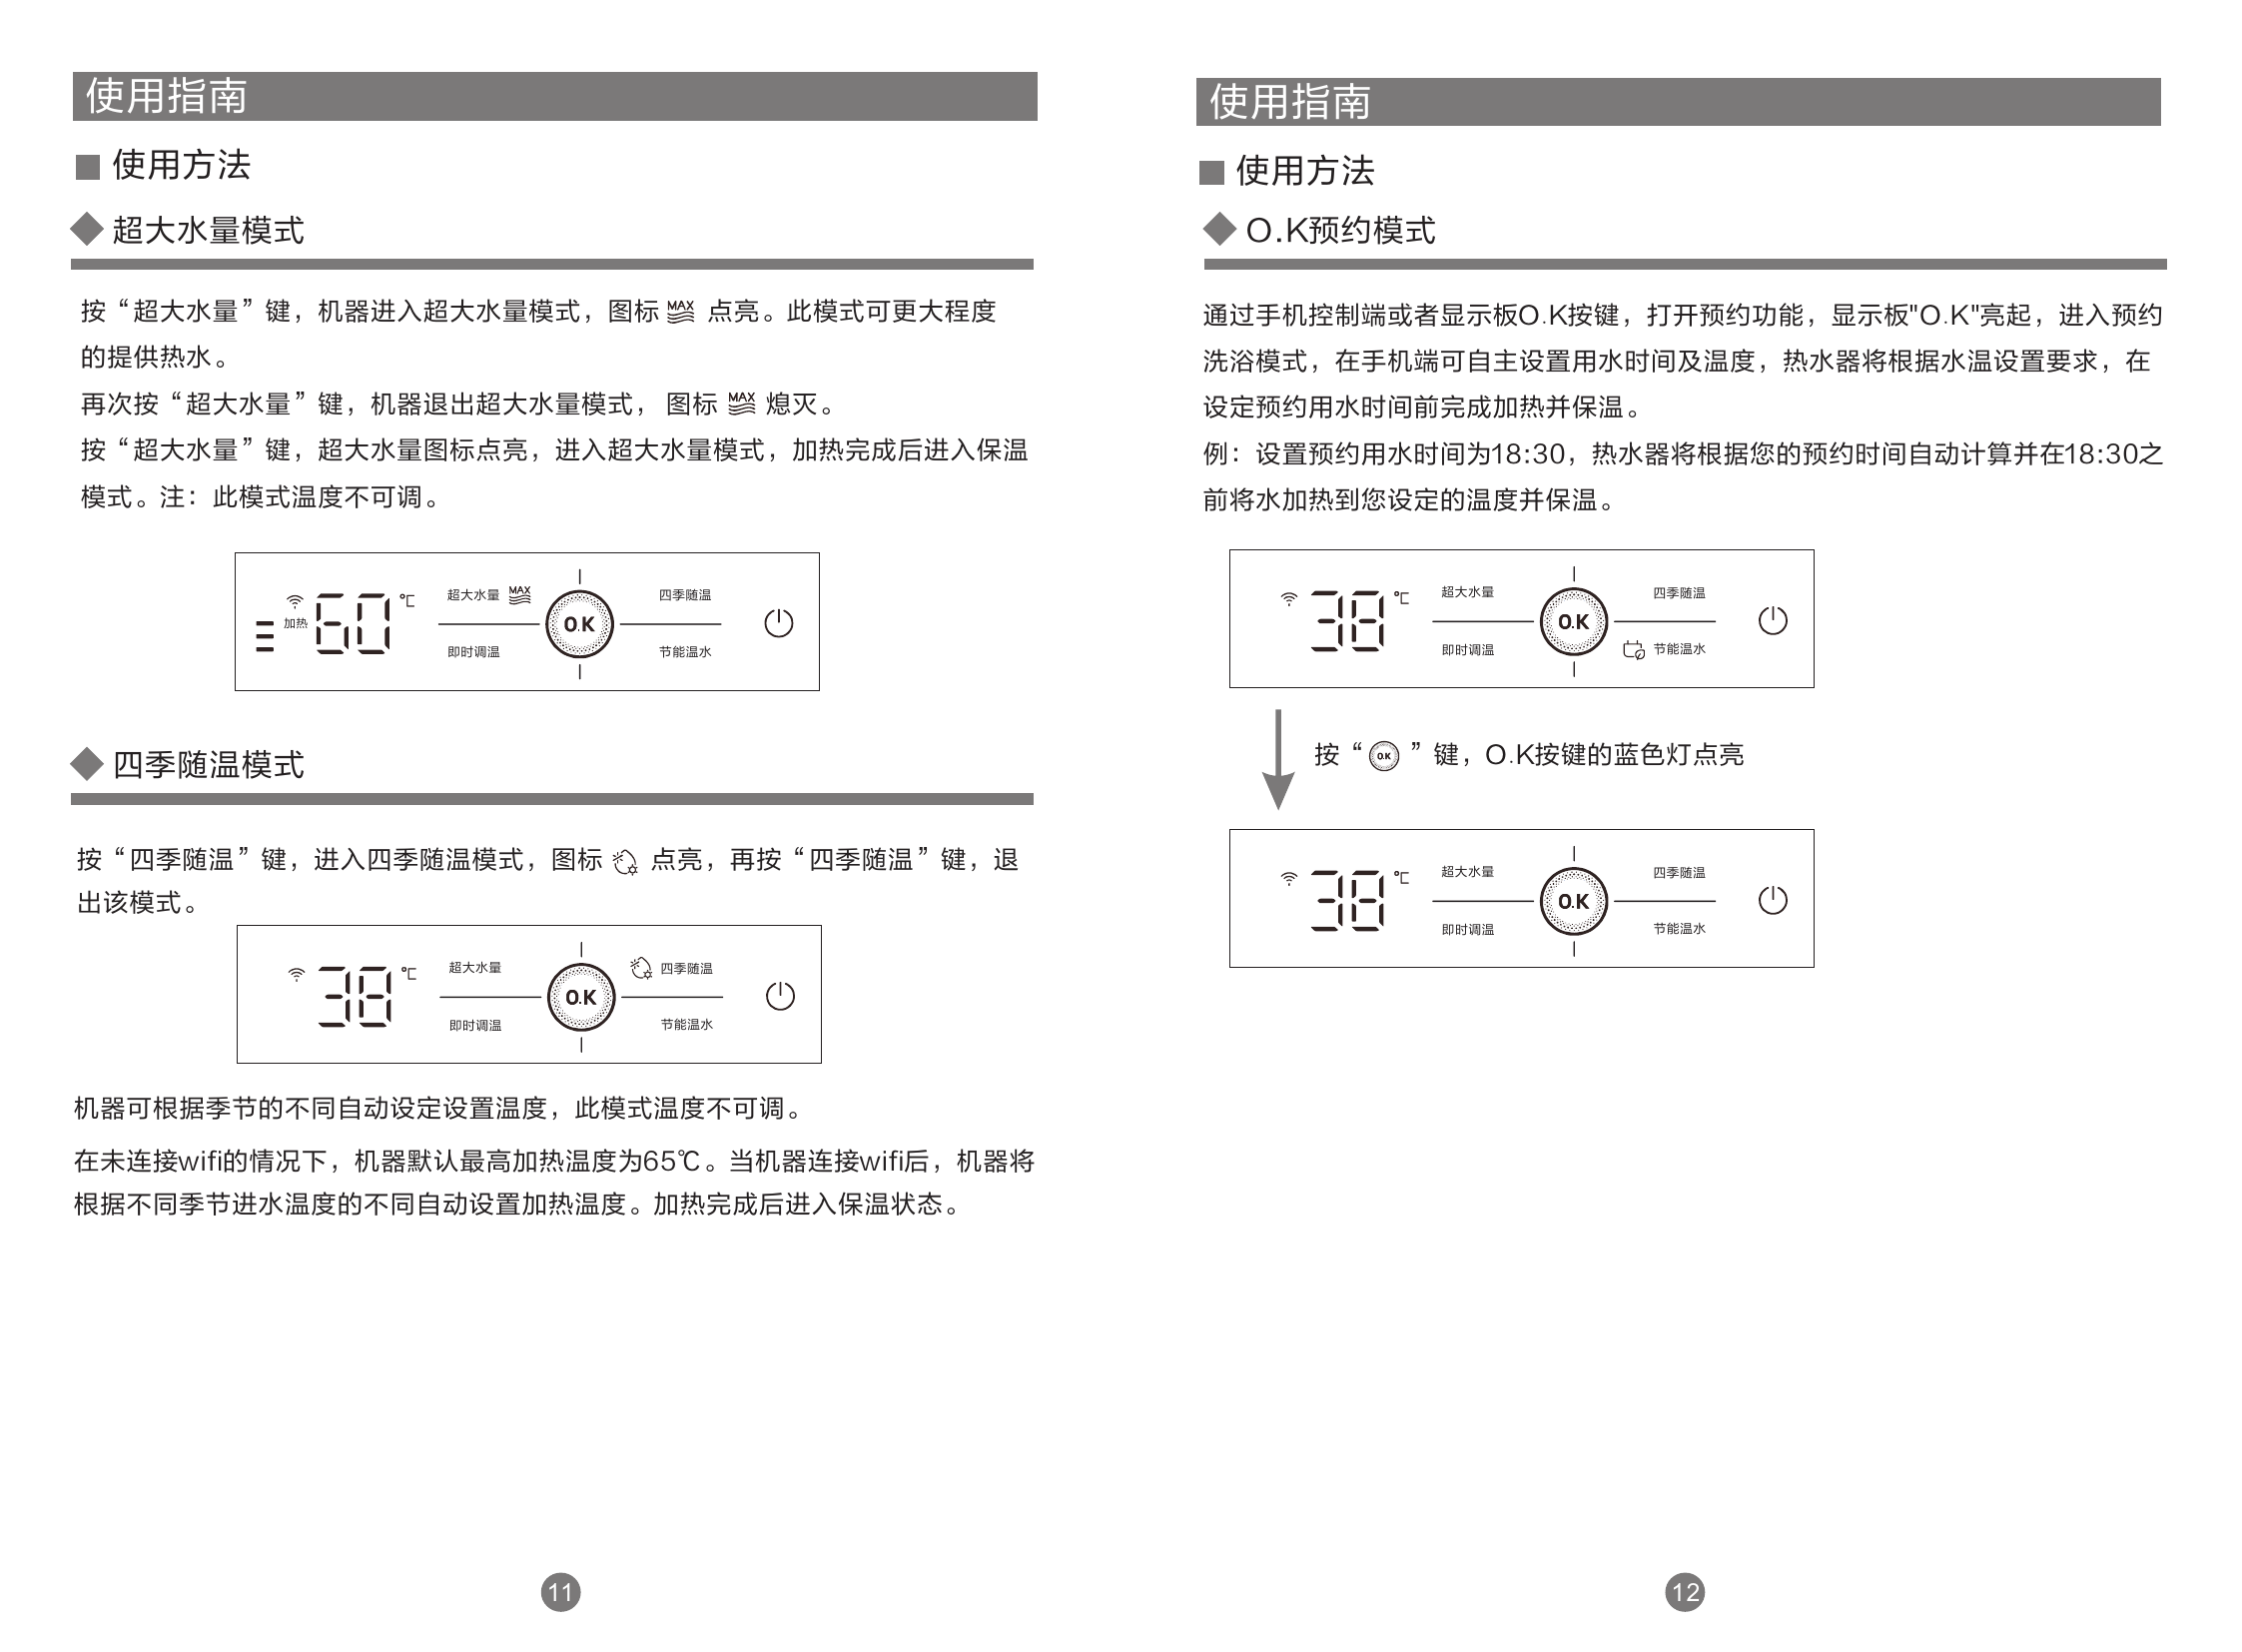 使用指南
使用方法
超大水量模式
按“超大水量”键，机器进入超大水量模式，图标 MAX 点亮。此模式可更大程度
的提供热水。
再次按“超大水量”键，机器退出超大水量模式， 图标 MAX 熄灭。
按“超大水量”键，超大水量图标点亮，进入超大水量模式，加热完成后进入保温
模式。注：此模式温度不可调。
加热 60 ℃ 超大水量 MAX O.K 四季随温
即时调温 节能温水
四季随温模式
按“四季随温”键，进入四季随温模式，图标 点亮，再按“四季随温”键，退
出该模式。
38 ℃ 超大水量 O.K 四季随温
即时调温 节能温水
机器可根据季节的不同自动设定设置温度，此模式温度不可调。
在未连接wifi的情况下，机器默认最高加热温度为65℃。当机器连接wifi后，机器将
根据不同季节进水温度的不同自动设置加热温度。加热完成后进入保温状态。
11
使用指南
使用方法
O.K预约模式
通过手机控制端或者显示板O.K按键，打开预约功能，显示板"O.K"亮起，进入预约
洗浴模式，在手机端可自主设置用水时间及温度，热水器将根据水温设置要求，在
设定预约用水时间前完成加热并保温。
例：设置预约用水时间为18:30，热水器将根据您的预约时间自动计算并在18:30之
前将水加热到您设定的温度并保温。
38 ℃ 超大水量 O.K 四季随温
即时调温 节能温水
按“O.K”键，O.K按键的蓝色灯点亮
38 ℃ 超大水量 O.K 四季随温
即时调温 节能温水
12